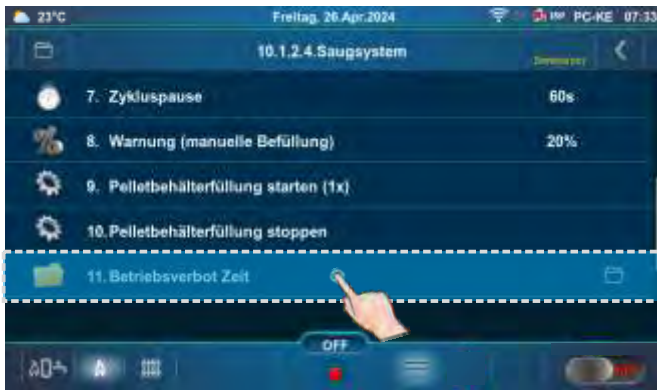 23°C Freitag, 26.Apr.2024 PC-KE 07:33
10.1.2.4.Saugsystem
7. Zykluspause 60s
8. Warnung (manuelle Befüllung) 20%
9. Pelletbehälterfüllung starten (1x)
10. Pelletbehälterfüllung stoppen
11. Betriebsverbot Zeit
OFF
A